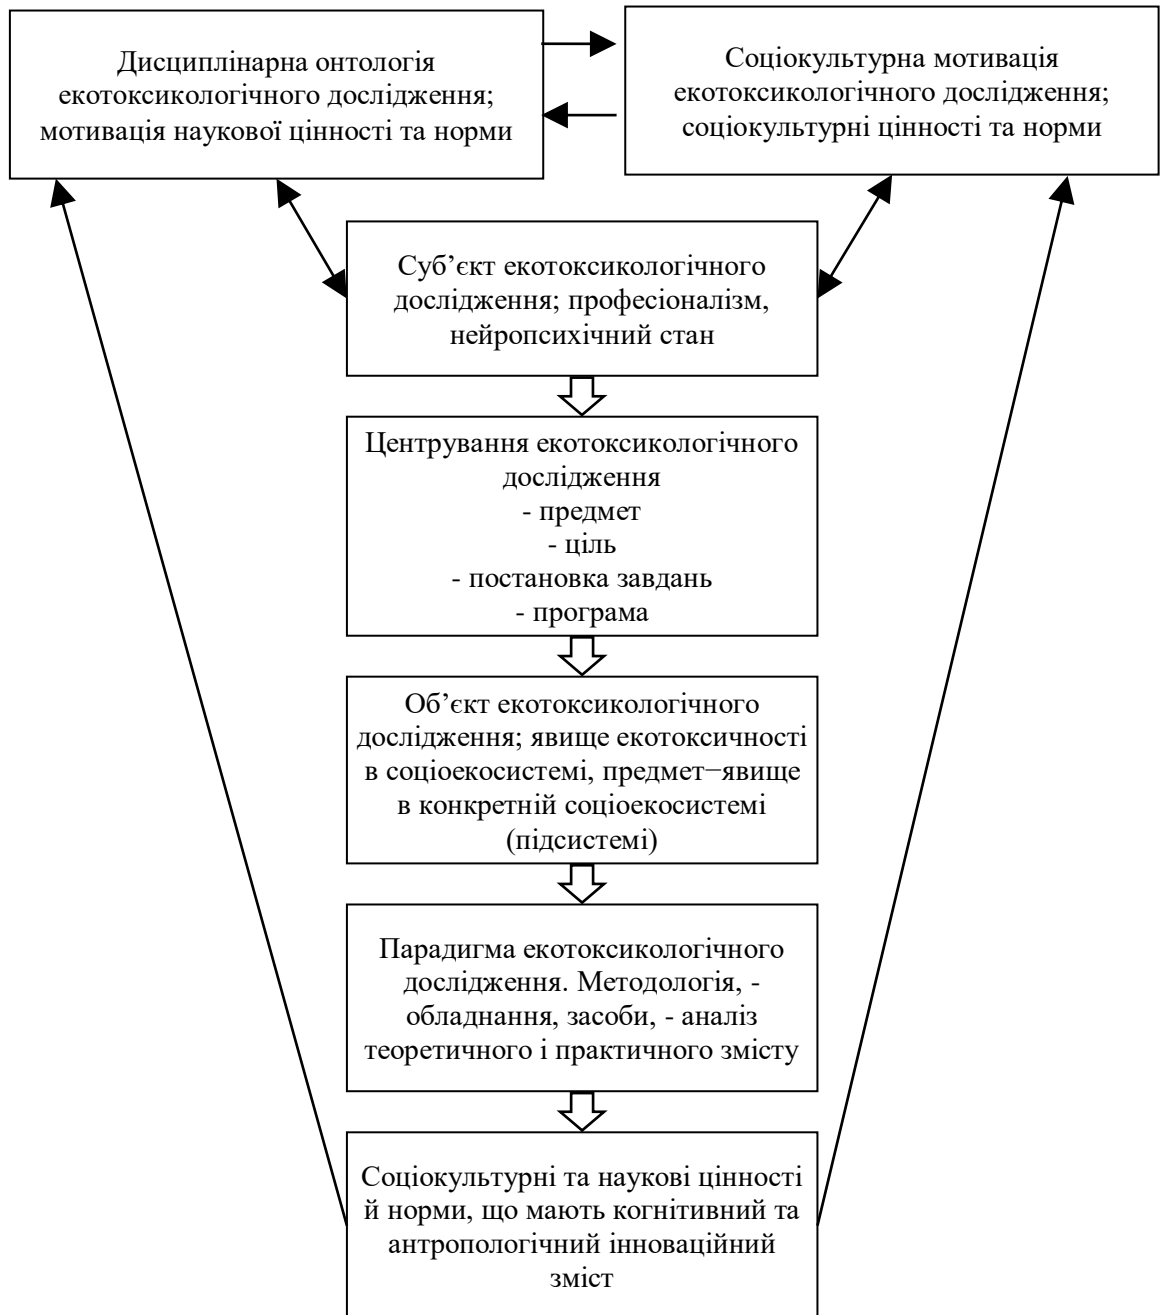 Дисциплінарна онтологія
екотоксикологічного дослідження;
мотивація наукової цінності та норми
Соціокультурна мотивація
екотоксикологічного дослідження;
соціокультурні цінності та норми
Суб’єкт екотоксикологічного
дослідження; професіоналізм,
нейропсихічний стан
Центрування екотоксикологічного
дослідження
- предмет
- ціль
- постановка завдань
- програма
Об’єкт екотоксикологічного
дослідження; явище екотоксичності
в соціоекосистемі, предмет−явище
в конкретній соціоекосистемі
(підсистемі)
Парадигма екотоксикологічного
дослідження. Методологія, -
обладнання, засоби, - аналіз
теоретичного і практичного змісту
Соціокультурні та наукові цінності
й норми, що мають когнітивний та
антропологічний інноваційний
зміст